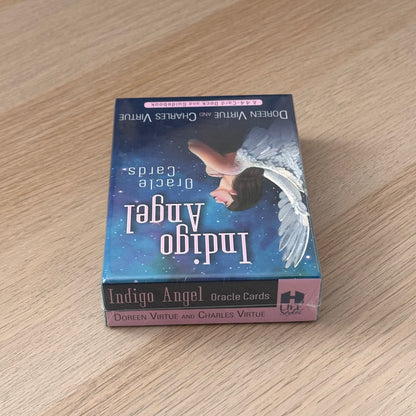 Indigo
Angel
Oracle
Cards
DOREEN VIRTUE AND CHARLES VIRTUE
A 44-Card Deck and Guidebook
Indigo Angel Oracle Cards
DOREEN VIRTUE AND CHARLES VIRTUE